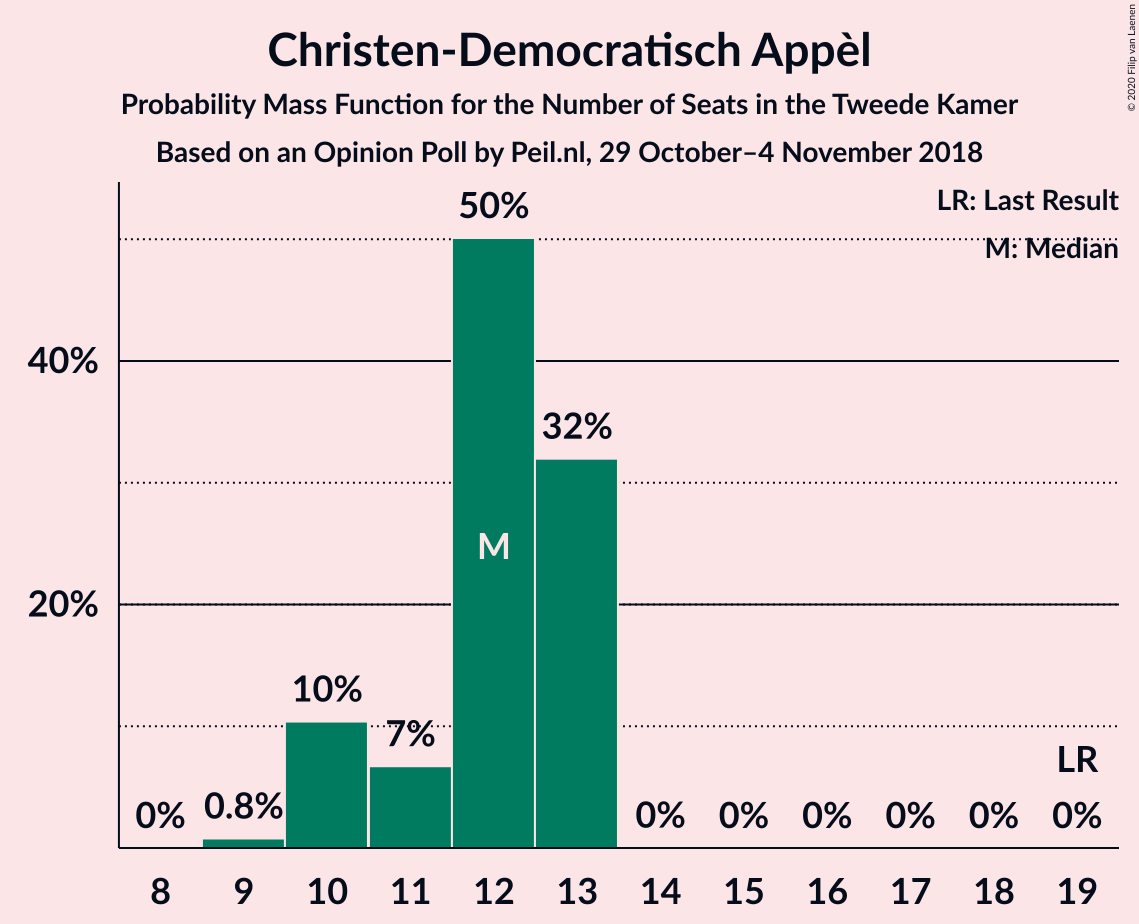 Christen-Democratisch Appèl
Probability Mass Function for the Number of Seats in the Tweede Kamer
Based on an Opinion Poll by Peil.nl, 29 October–4 November 2018
© 2020 Filip van Laenen
LR: Last Result
M: Median
50%
40%
32%
M
20%
10%
7%
LR
0%
0.8%
0%
0%
0%
0%
0%
0%
8 9 10 11 12 13 14 15 16 17 18 19